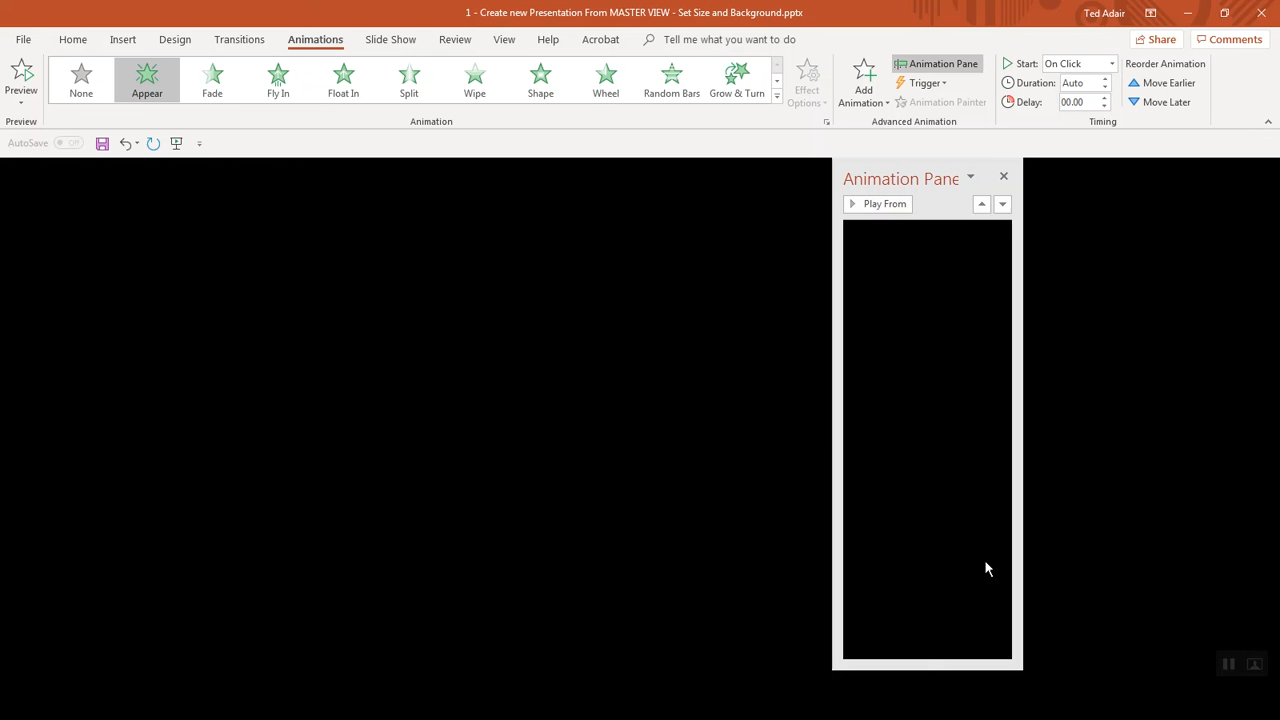 1 - Create new Presentation From MASTER VIEW - Set Size and Background.pptx
Ted Adair
File Home Insert Design Transitions Animations Slide Show Review View Help Acrobat Tell me what you want to do Share Comments
Preview
None Appear Fade Fly In Float In Split Wipe Shape Wheel Random Bars Grow & Turn
Effect Options
Add Animation
Animation Pane
Trigger
Animation Painter
Start: On Click
Duration: Auto
Delay: 00.00
Reorder Animation
Move Earlier
Move Later
Preview Animation Advanced Animation Timing
AutoSave Off
Animation Pane
Play From